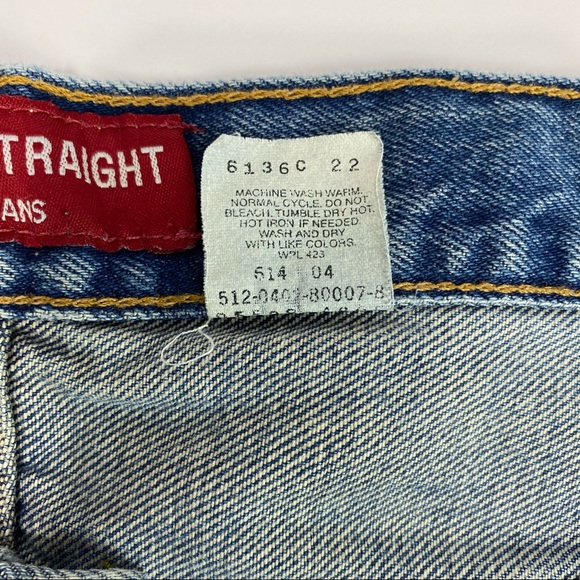 TRAIGHT
ANS
6136C 22
MACHINE WASH WARM.
NORMAL CYCLE. DO NOT
BLEACH. TUMBLE DRY HOT.
HOT IRON IF NEEDED.
WASH AND DRY
WITH LIKE COLORS.
WPL 423
514 04
512-0402-80007-8